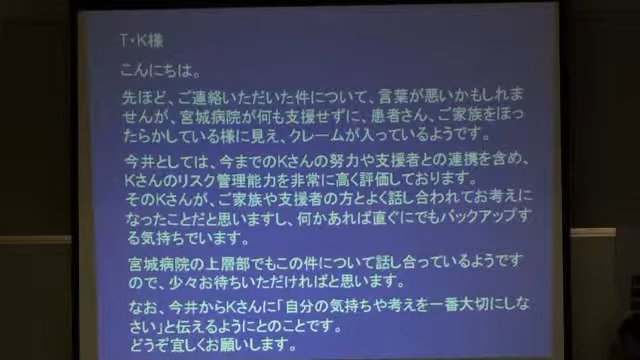 T・K様
こんにちは。
先ほど、ご連絡いただいた件について、言葉が悪いかもしれま
せんが、宮城病院が何も支援せずに、患者さん、ご家族をほっ
たらかしている様に見え、クレームが入っているようです。
今井としては、今までのKさんの努力や支援者との連携を含め、
Kさんのリスク管理能力を非常に高く評価しております。
そのKさんが、ご家族や支援者の方とよく話し合われてお考えに
なったことだと思いますし、何かあれば直ぐにでもバックアップす
る気持ちでいます。
宮城病院の上層部でもこの件について話し合っているようです
ので、少々お待ちいただければと思います。
なお、今井からKさんに「自分の気持ちや考えを一番大切にしな
さい」と伝えるようにとのことです。
どうぞ宜しくお願いします。